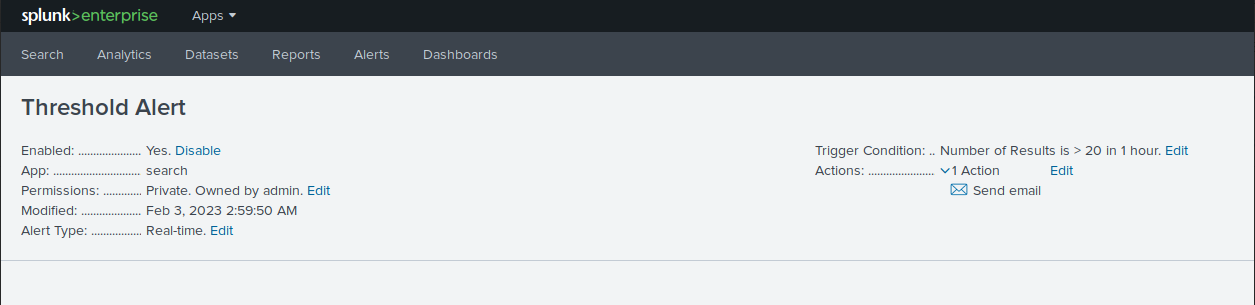 splunk>enterprise Apps
Search Analytics Datasets Reports Alerts Dashboards
Threshold Alert
Enabled: ..................... Yes. Disable
App: ............................. search
Permissions: ............. Private. Owned by admin. Edit
Modified: .................... Feb 3, 2023 2:59:50 AM
Alert Type: ................. Real-time. Edit
Trigger Condition: .. Number of Results is > 20 in 1 hour. Edit
Actions: ...................... 1 Action Edit
Send email